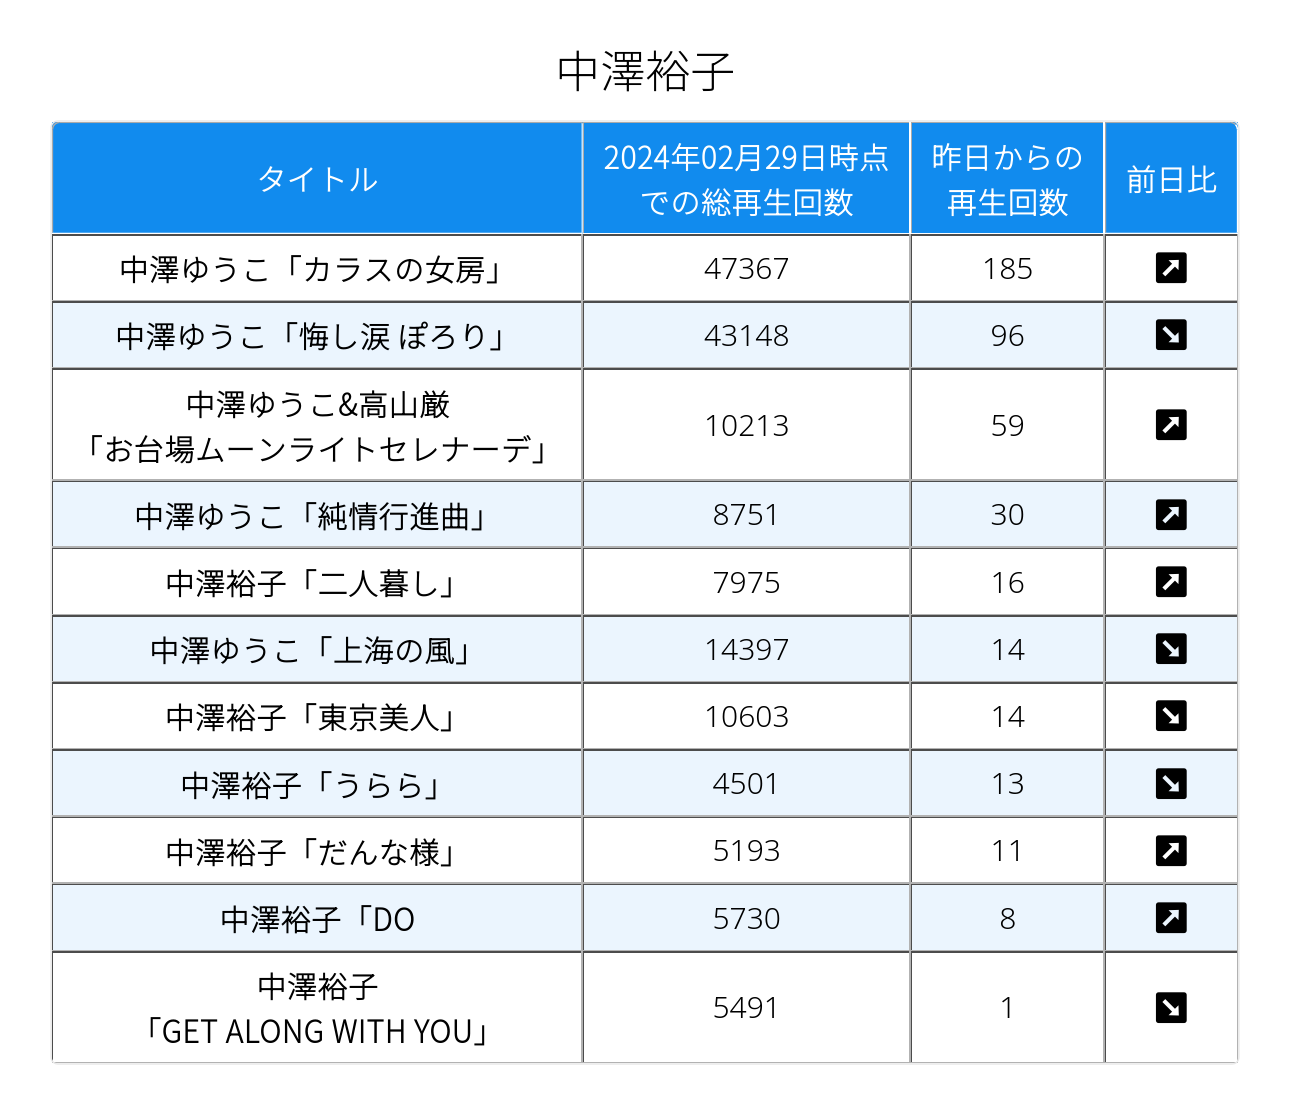 中澤裕子
タイトル
2024年02月29日時点
での総再生回数
昨日からの
再生回数
前日比
中澤ゆうこ「カラスの女房」
47367
185
中澤ゆうこ「悔し涙 ぽろり」
43148
96
中澤ゆうこ&高山厳
「お台場ムーンライトセレナーデ」
10213
59
中澤ゆうこ「純情行進曲」
8751
30
中澤裕子「二人暮し」
7975
16
中澤ゆうこ「上海の風」
14397
14
中澤裕子「東京美人」
10603
14
中澤裕子「うらら」
4501
13
中澤裕子「だんな様」
5193
11
中澤裕子「DO
5730
8
中澤裕子
「GET ALONG WITH YOU」
5491
1